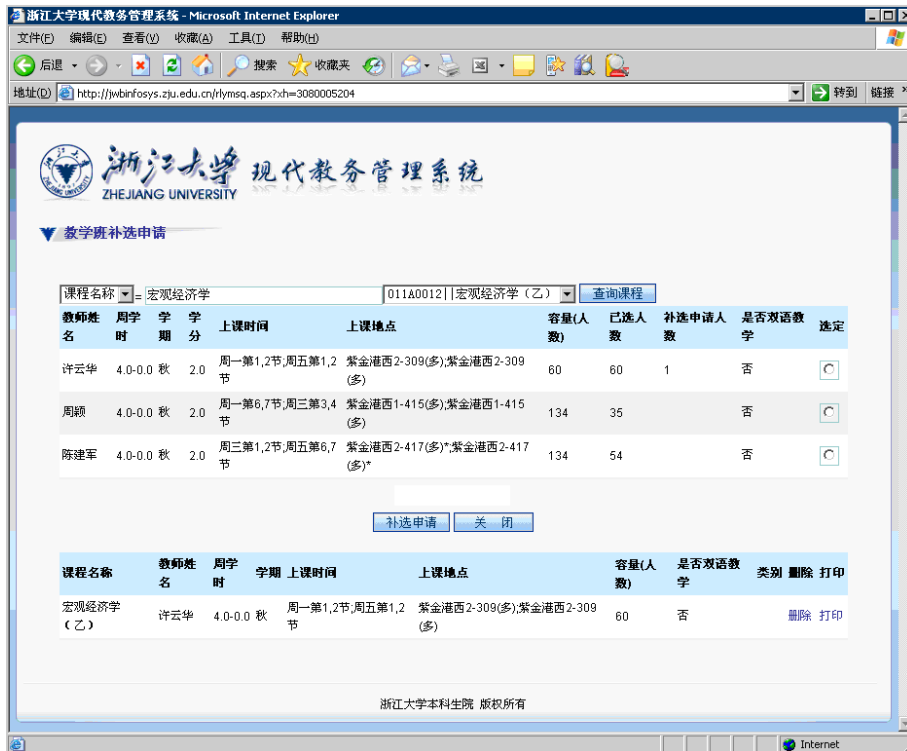 浙江大学现代教务管理系统 - Microsoft Internet Explorer
文件(F) 编辑(E) 查看(V) 收藏(A) 工具(T) 帮助(H)
后退 搜索 收藏夹
地址(D) http://jwbinfosys.zju.edu.cn/rlymsq.aspx?xh=3080005204 转到 链接 »
浙江大学 现代教务管理系统
ZHEJIANG UNIVERSITY
教学班补选申请
课程名称 = 宏观经济学 011A0012||宏观经济学（乙） 查询课程
教师姓 周学 学 学 上课时间 上课地点 容量(人 已选人 补选申请人 是否双语教 选定
名 时 期 分 数) 数 数 学
许云华 4.0-0.0 秋 2.0 周一第1,2节;周五第1,2 紫金港西2-309(多);紫金港西2-309 60 60 1 否
节 (多)
周颖 4.0-0.0 秋 2.0 周一第6,7节;周三第3,4 紫金港西1-415(多);紫金港西1-415 134 35 否
节 (多)
陈建军 4.0-0.0 秋 2.0 周三第1,2节;周五第6,7 紫金港西2-417(多)*;紫金港西2-417 134 54 否
节 (多)*
补选申请 关 闭
课程名称 教师姓 周学 学期 上课时间 上课地点 容量(人 是否双语教 类别 删除 打印
名 时 数) 学
宏观经济学 许云华 4.0-0.0 秋 周一第1,2节;周五第1,2 紫金港西2-309(多);紫金港西2-309 60 否 删除 打印
（乙） 节 (多)
浙江大学本科生院 版权所有
Internet